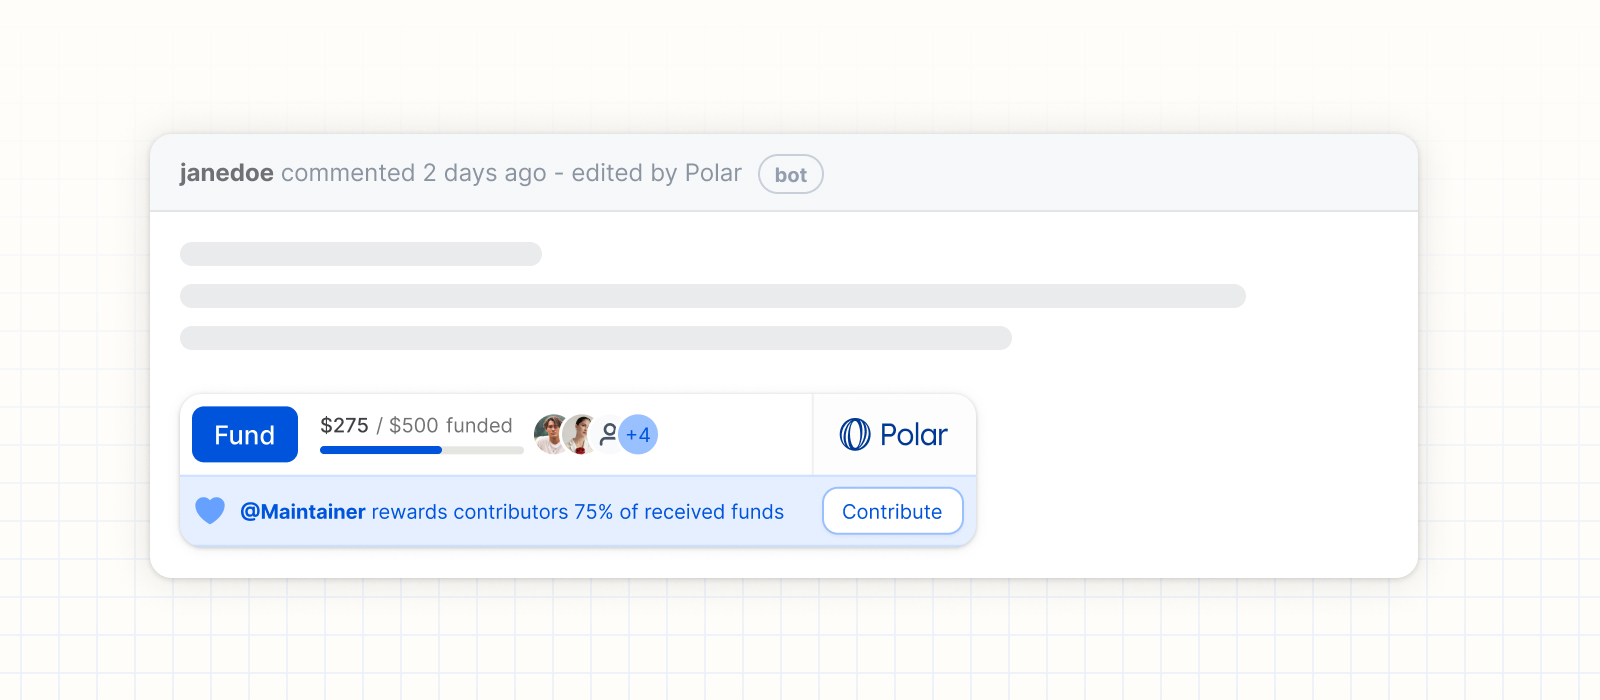 janedoe commented 2 days ago - edited by Polar bot
Fund $275 / $500 funded +4 Polar
@Maintainer rewards contributors 75% of received funds Contribute